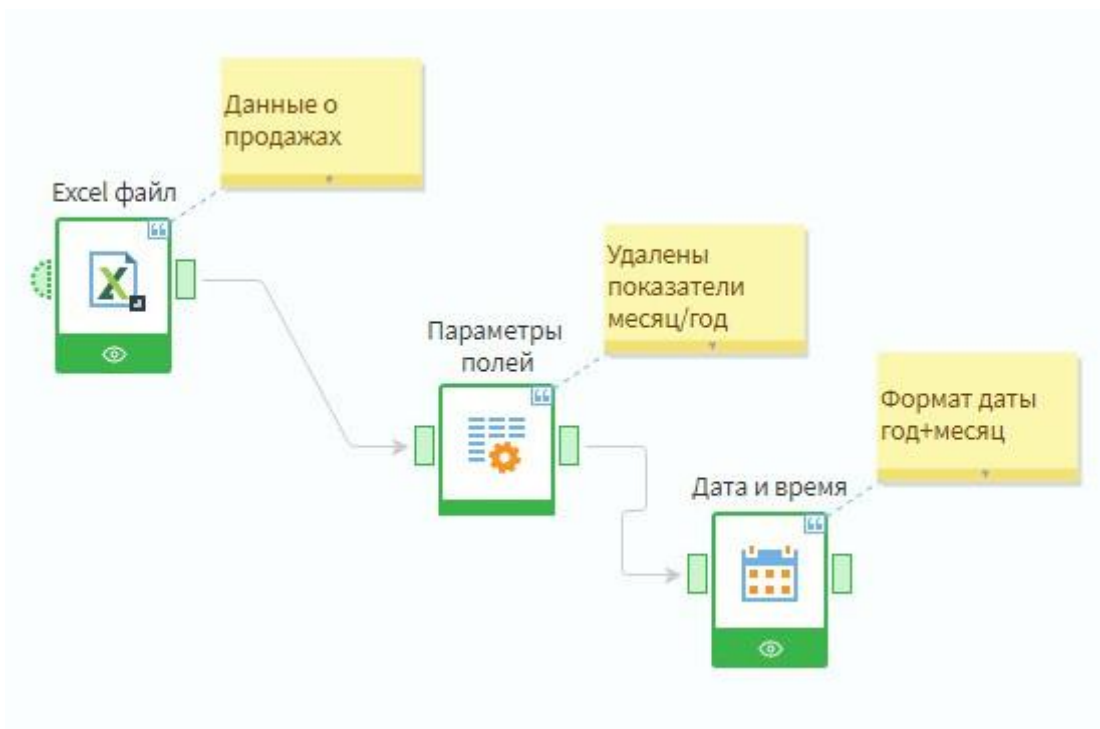 Данные о
продажах
Excel файл
Удалены
показатели
месяц/год
Параметры
полей
Формат даты
год+месяц
Дата и время